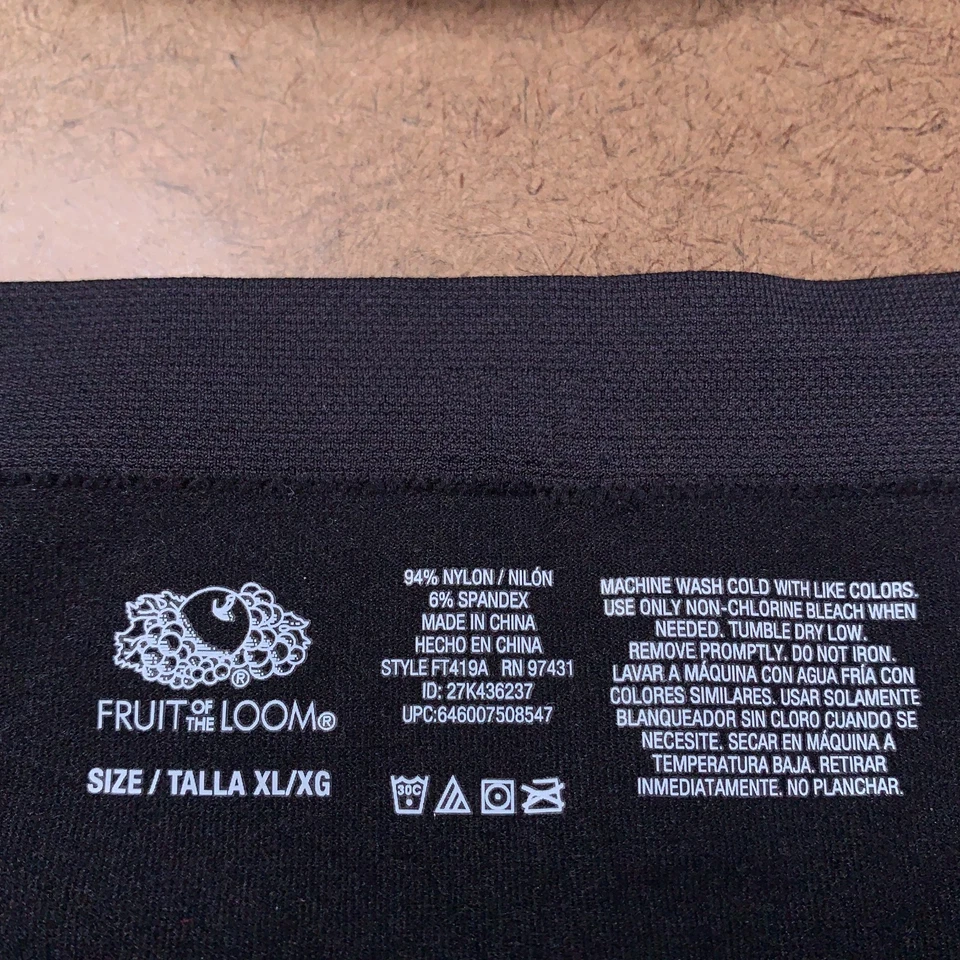 FRUIT OF THE LOOM®
SIZE / TALLA XL/XG
94% NYLON / NILÓN
6% SPANDEX
MADE IN CHINA
HECHO EN CHINA
STYLE FT419A RN 97431
ID: 27K436237
UPC:646007508547
30C
MACHINE WASH COLD WITH LIKE COLORS.
USE ONLY NON-CHLORINE BLEACH WHEN
NEEDED. TUMBLE DRY LOW.
REMOVE PROMPTLY. DO NOT IRON.
LAVAR A MÁQUINA CON AGUA FRÍA CON
COLORES SIMILARES. USAR SOLAMENTE
BLANQUEADOR SIN CLORO CUANDO SE
NECESITE. SECAR EN MÁQUINA A
TEMPERATURA BAJA. RETIRAR
INMEDIATAMENTE. NO PLANCHAR.